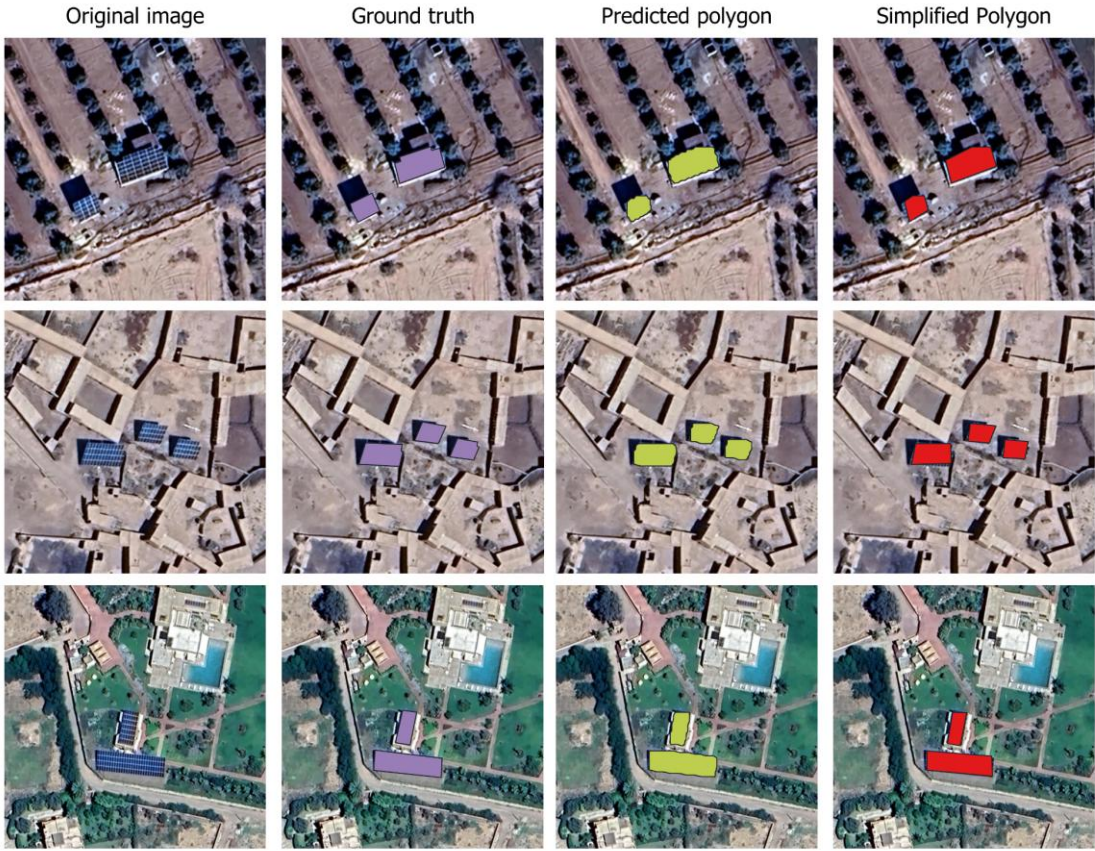 Original image
Ground truth
Predicted polygon
Simplified Polygon